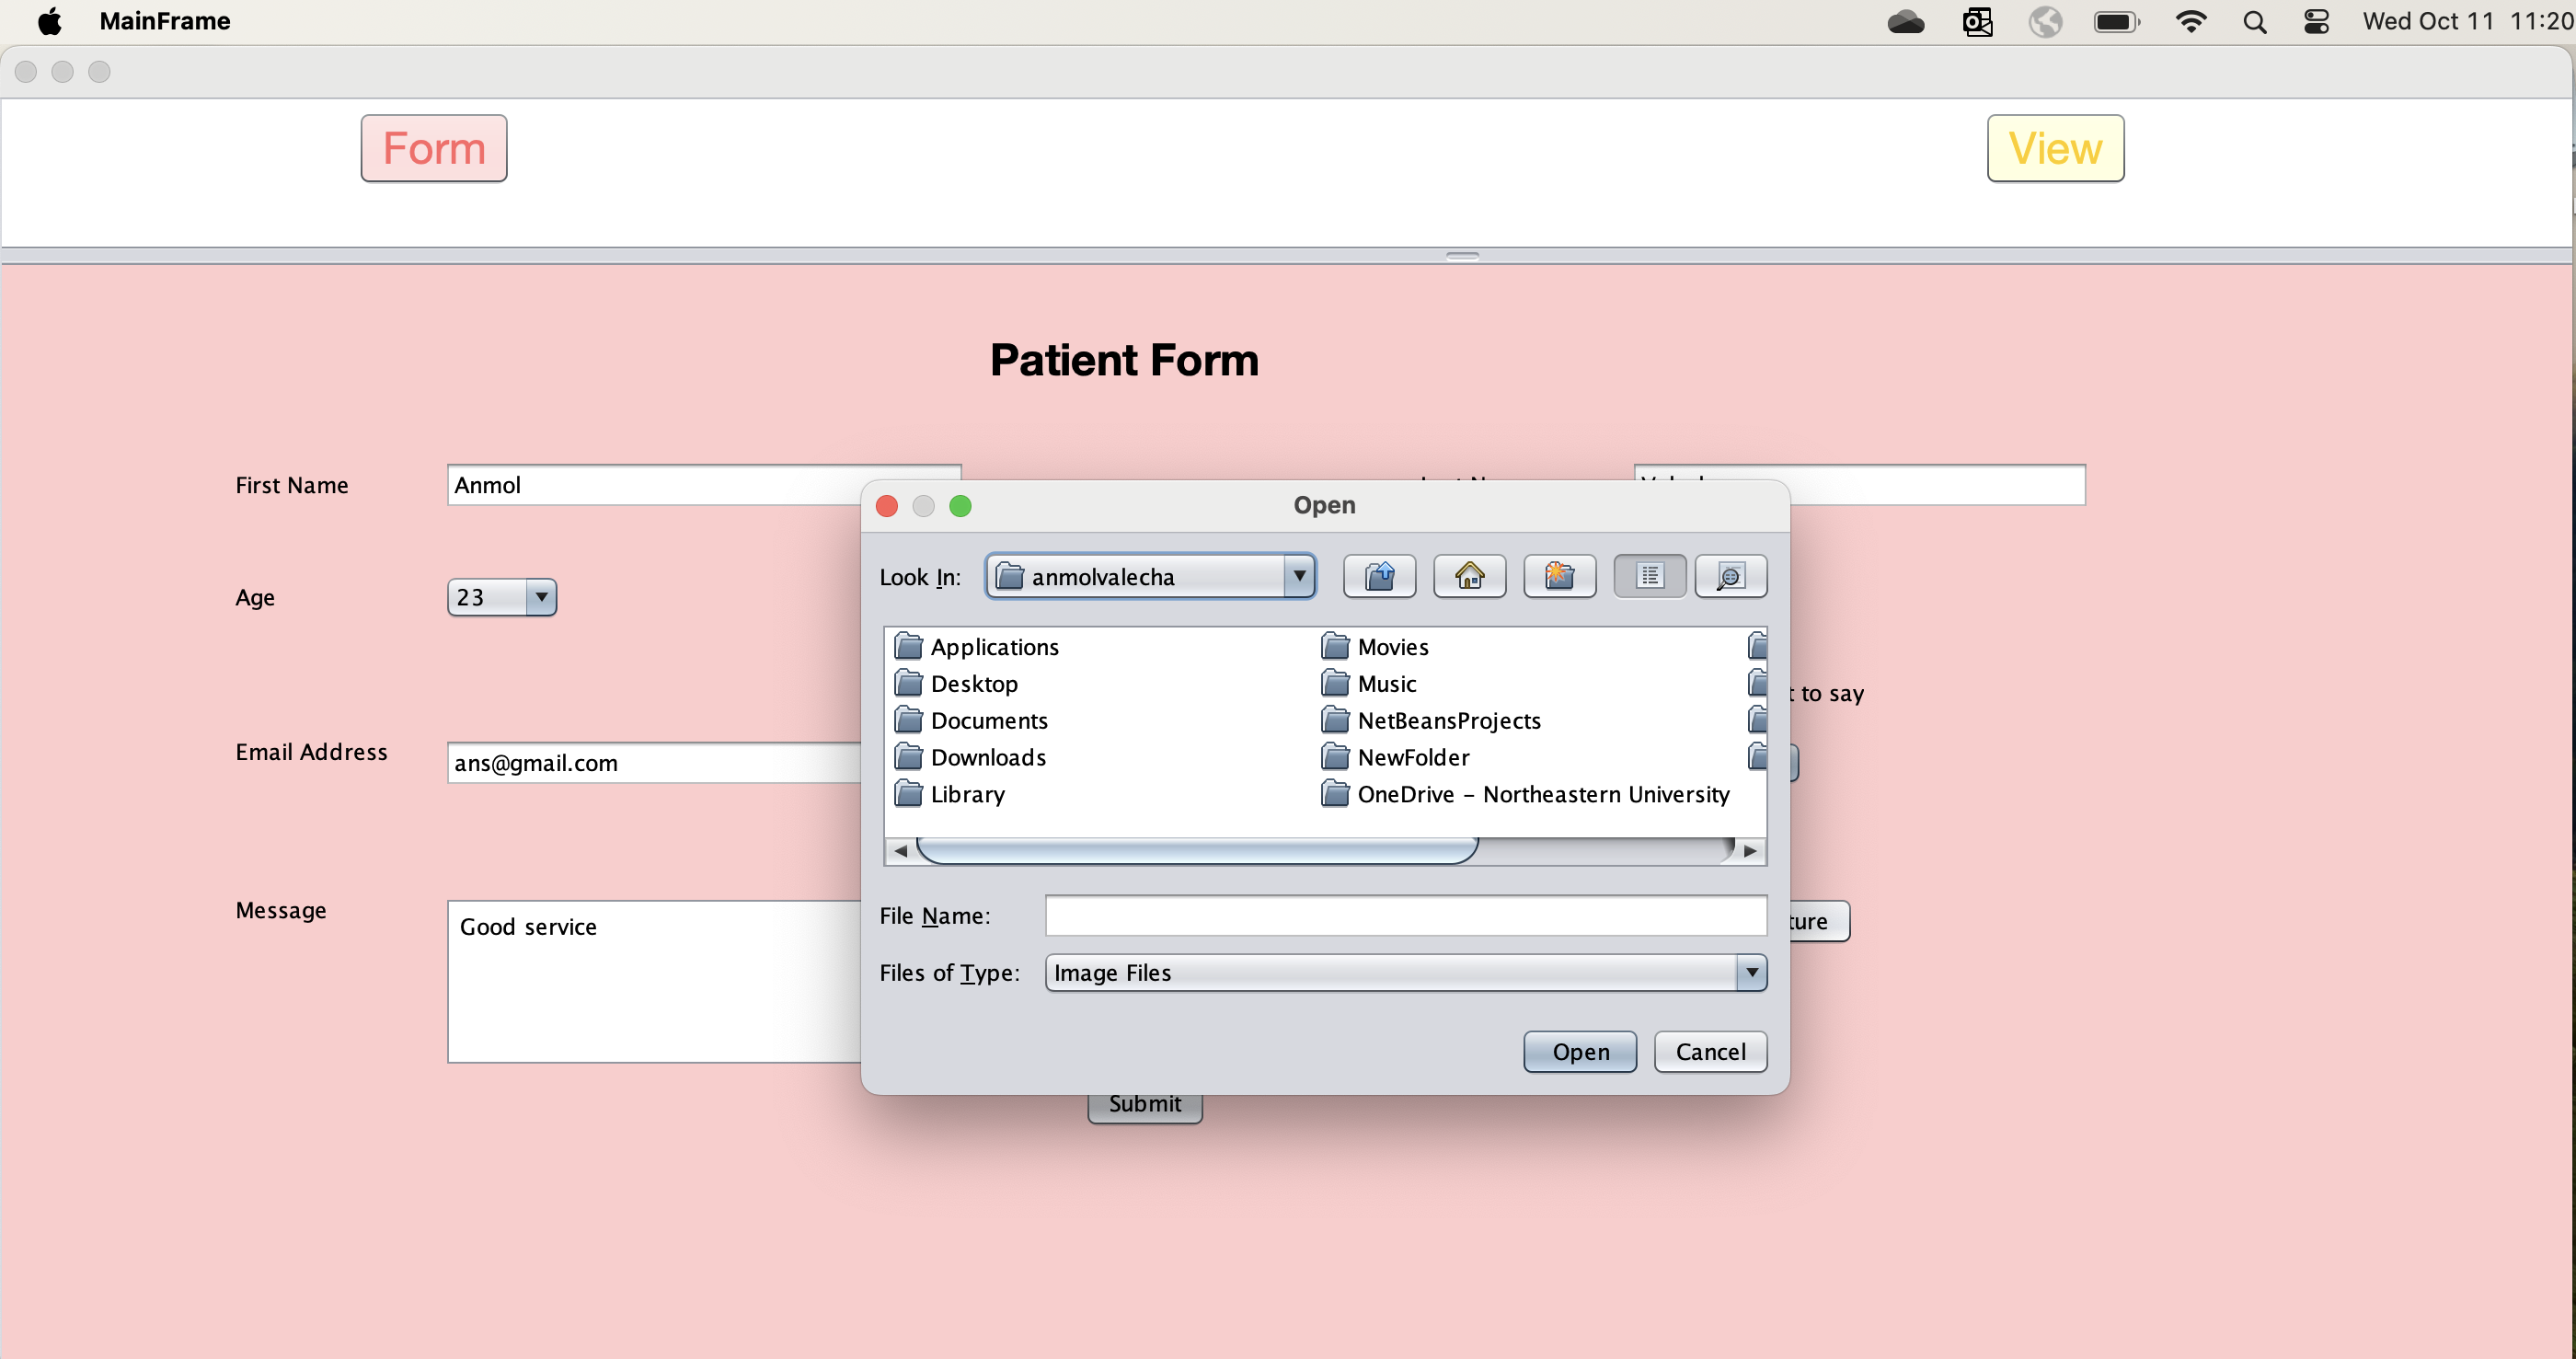 MainFrame
Wed Oct 11 11:20
Form
View
Patient Form
First Name
Anmol
Open
Look In:
anmolvalecha
Age
23
Applications
Movies
Desktop
Music
Documents
NetBeansProjects
Downloads
NewFolder
Library
OneDrive – Northeastern University
t to say
Email Address
ans@gmail.com
Message
Good service
File Name:
ture
Files of Type:
Image Files
Open
Cancel
Submit